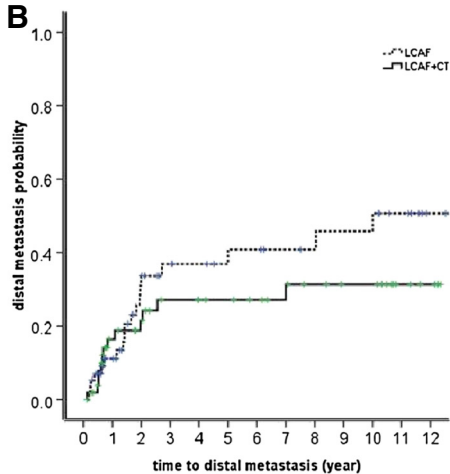 B
1.0
0.8
0.6
0.4
0.2
0.0
distal metastasis probability
LCAF
LCAF+CT
0 1 2 3 4 5 6 7 8 9 10 11 12
time to distal metastasis (year)